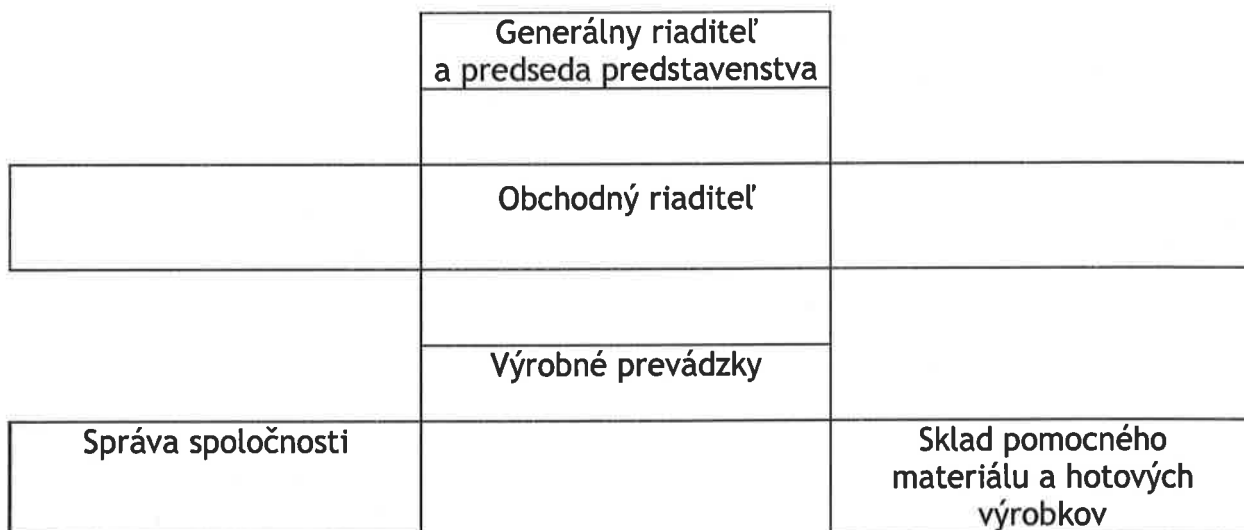 Generálny riaditeľ
a predseda predstavenstva
Obchodný riaditeľ
Výrobné prevádzky
Správa spoločnosti
Sklad pomocného
materiálu a hotových
výrobkov